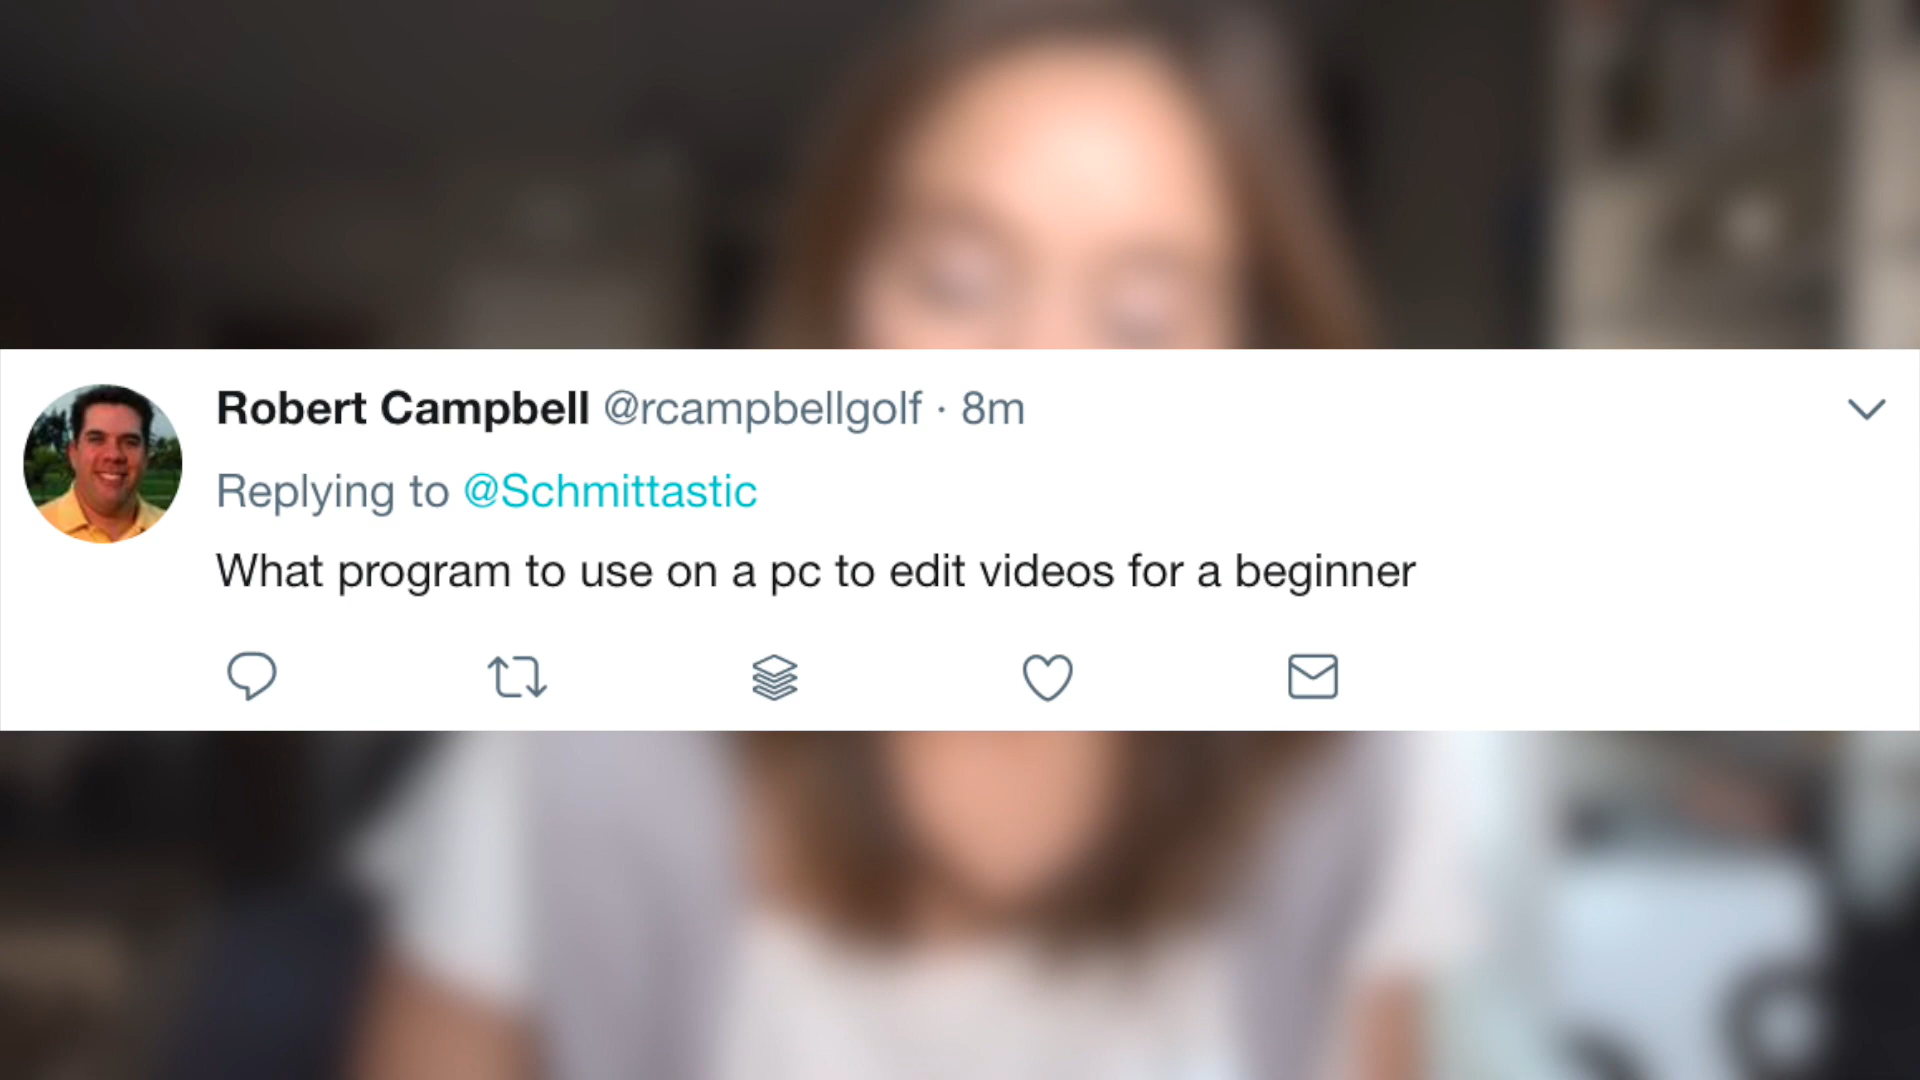 Robert Campbell @rcampbellgolf · 8m
Replying to @Schmittastic
What program to use on a pc to edit videos for a beginner